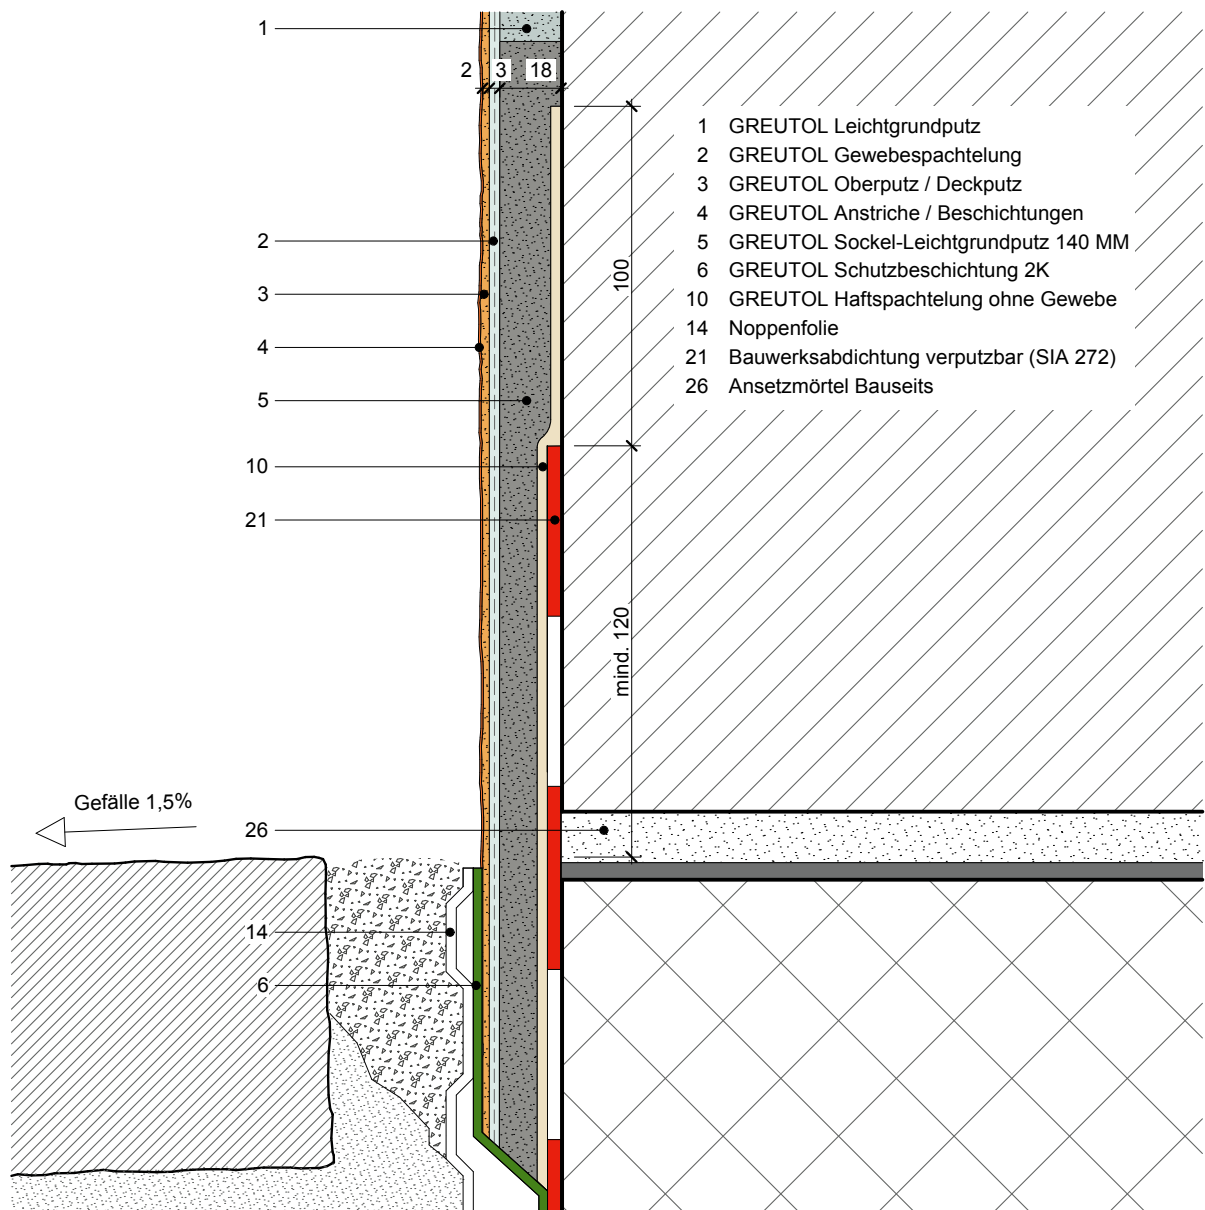 1
2 3 18
1 GREUTOL Leichtgrundputz
2 GREUTOL Gewebespachtelung
3 GREUTOL Oberputz / Deckputz
4 GREUTOL Anstriche / Beschichtungen
5 GREUTOL Sockel-Leichtgrundputz 140 MM
6 GREUTOL Schutzbeschichtung 2K
10 GREUTOL Haftspachtelung ohne Gewebe
14 Noppenfolie
21 Bauwerksabdichtung verputzbar (SIA 272)
26 Ansetzmörtel Bauseits
2
3
4
5
10
21
100
mind. 120
Gefälle 1,5%
26
14
6